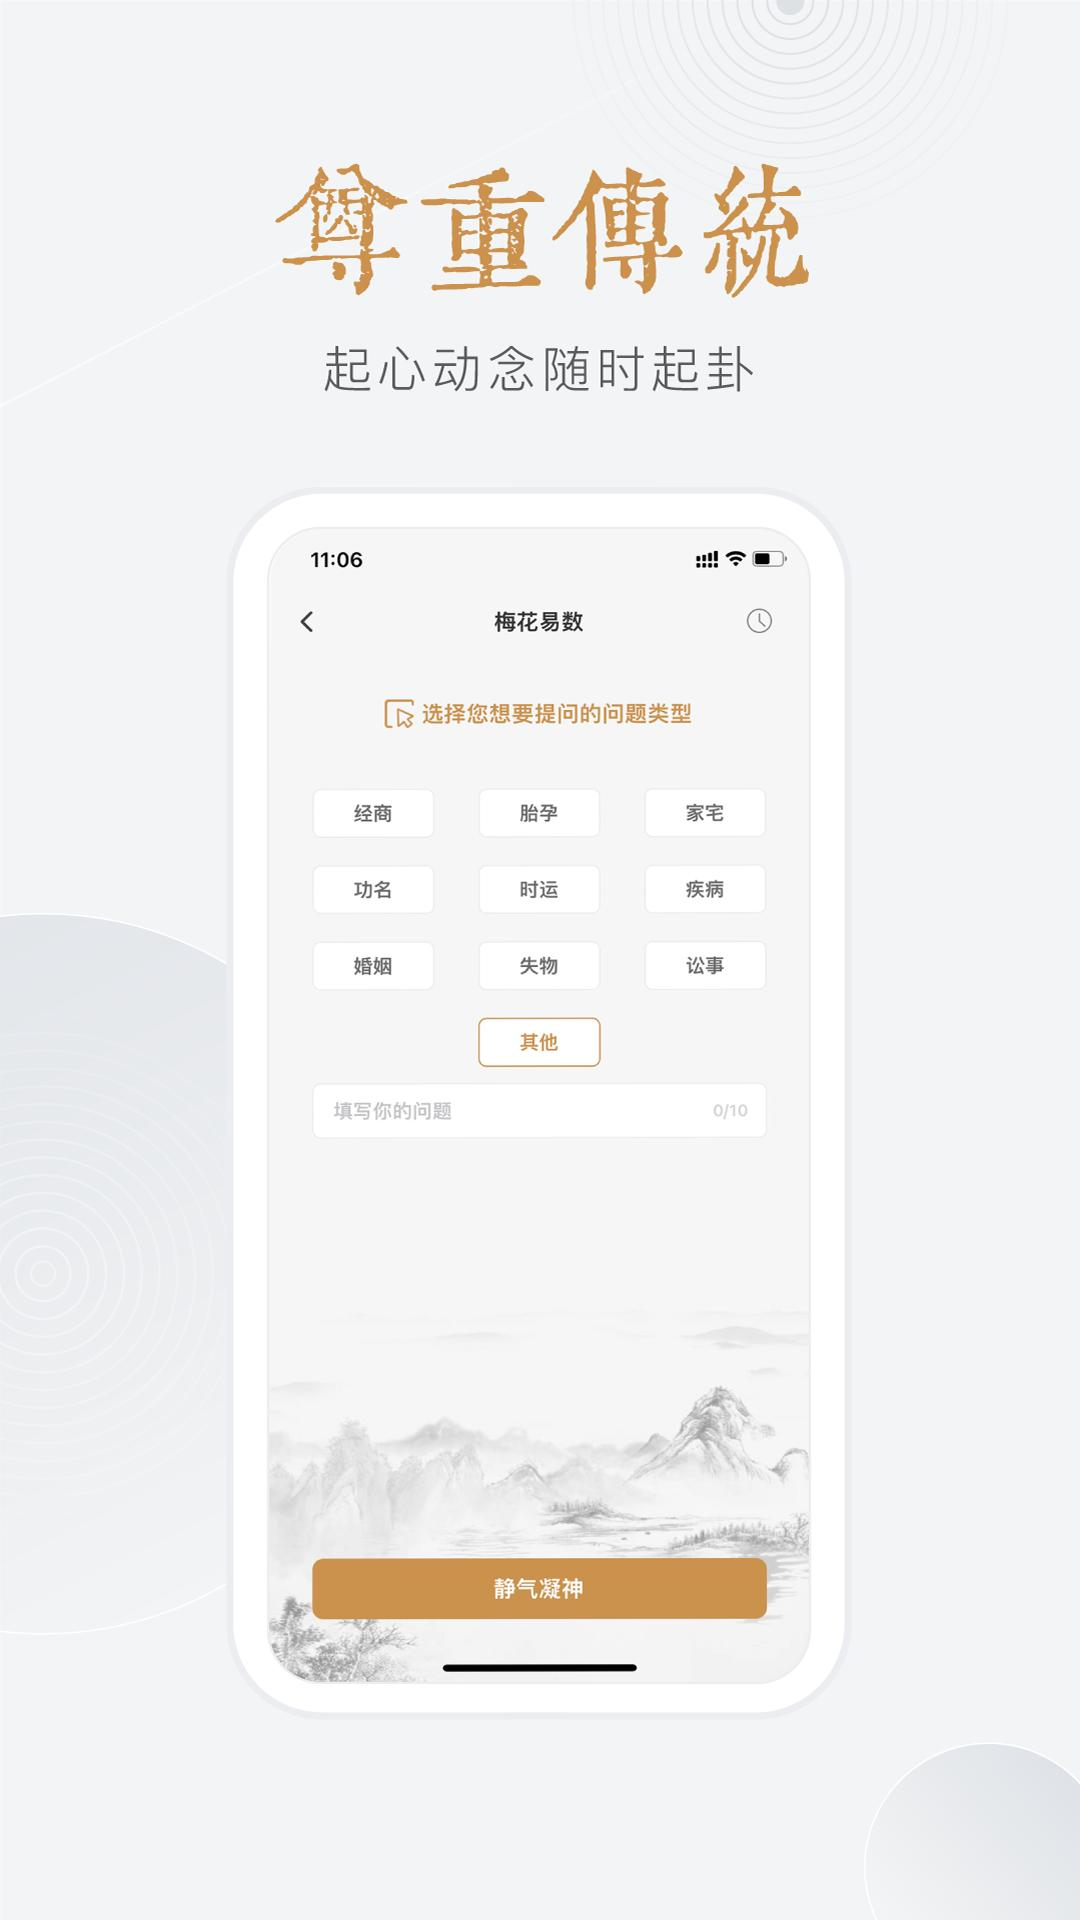 尊重傳統
起心动念随时起卦
11:06
梅花易数
选择您想要提问的问题类型
经商 胎孕 家宅
功名 时运 疾病
婚姻 失物 讼事
其他
填写你的问题 0/10
静气凝神